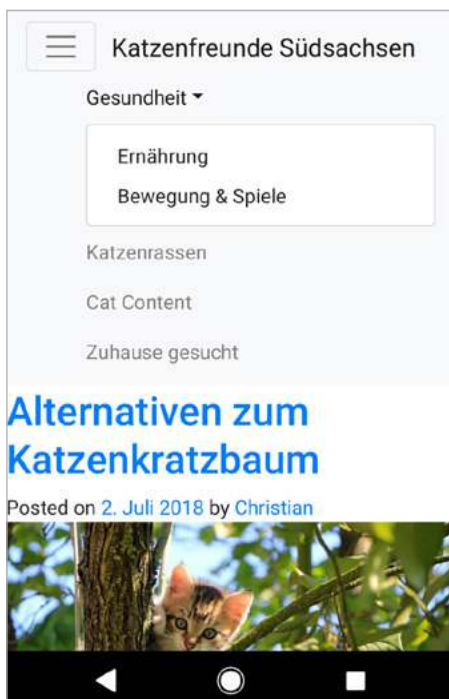 Katzenfreunde Südsachsen
Gesundheit
Ernährung
Bewegung & Spiele
Katzenrassen
Cat Content
Zuhause gesucht
Alternativen zum
Katzenkratzbaum
Posted on 2. Juli 2018 by Christian